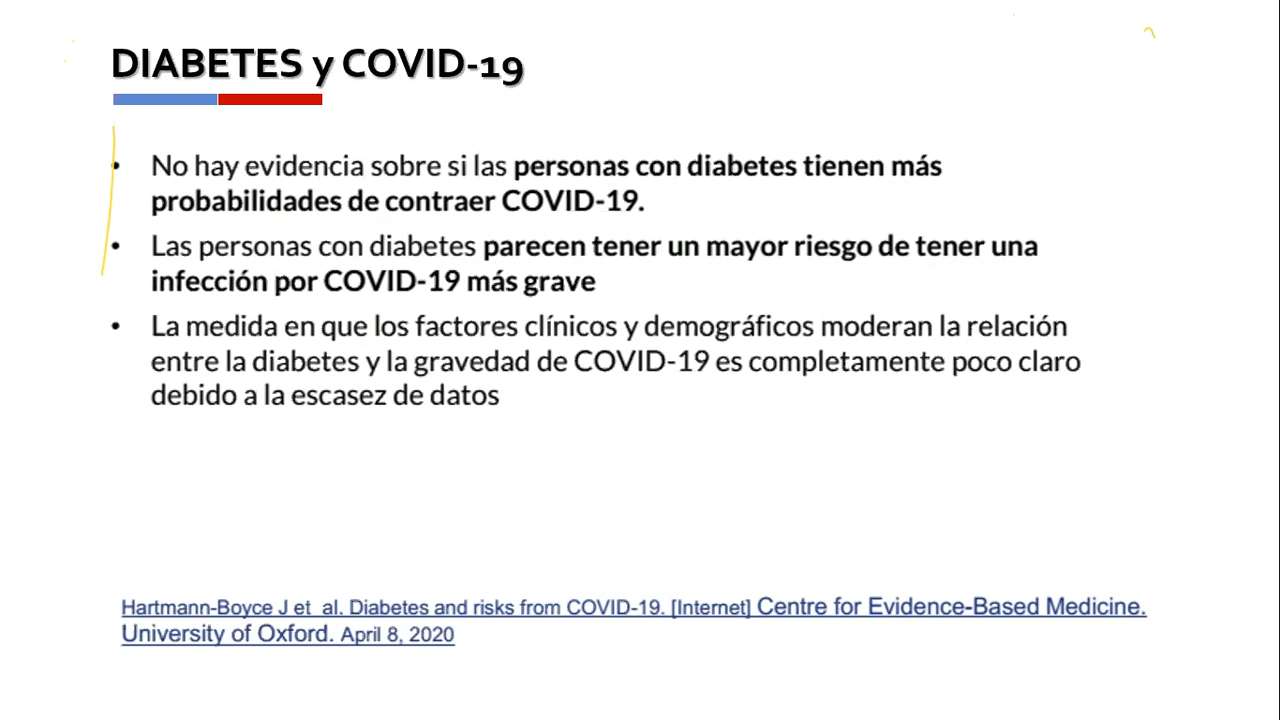 DIABETES y COVID-19
• No hay evidencia sobre si las personas con diabetes tienen más
probabilidades de contraer COVID-19.
• Las personas con diabetes parecen tener un mayor riesgo de tener una
infección por COVID-19 más grave
• La medida en que los factores clínicos y demográficos moderan la relación
entre la diabetes y la gravedad de COVID-19 es completamente poco claro
debido a la escasez de datos
Hartmann-Boyce J et al. Diabetes and risks from COVID-19. [Internet] Centre for Evidence-Based Medicine.
University of Oxford. April 8, 2020